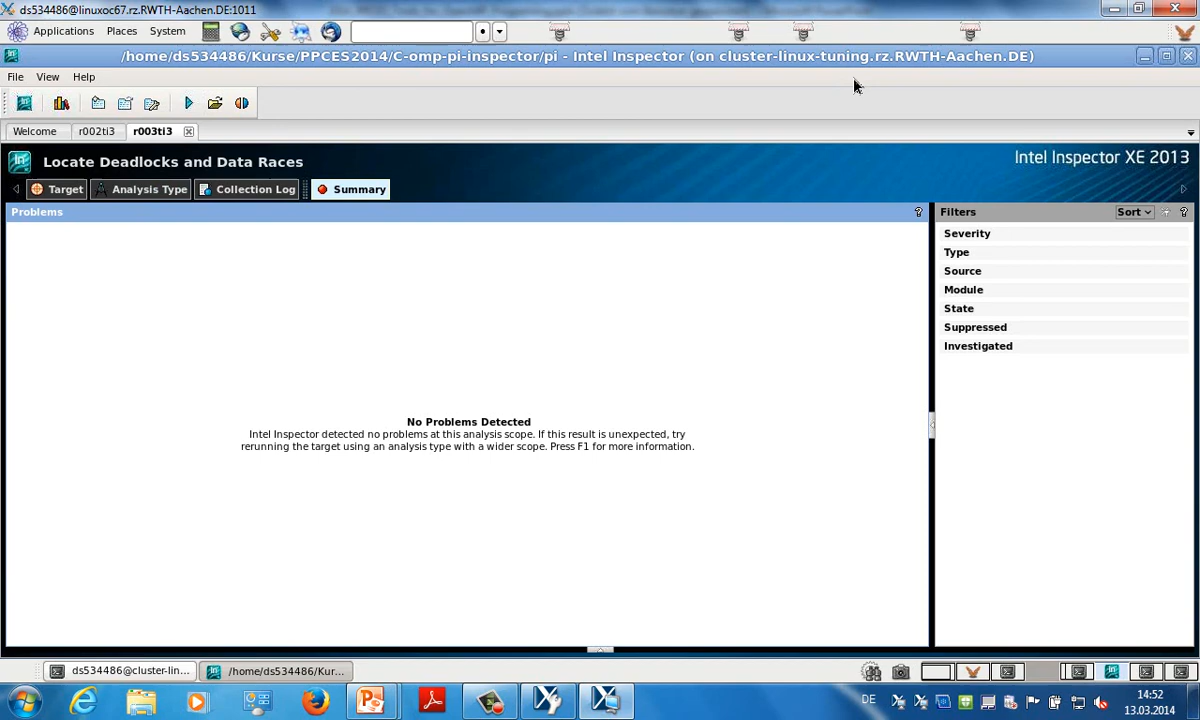 ds534486@linuxoc67.rz.RWTH-Aachen.DE:1011
Applications Places System
/home/ds534486/Kurse/PPCES2014/C-omp-pi-inspector/pi - Intel Inspector (on cluster-linux-tuning.rz.RWTH-Aachen.DE)
File View Help
Welcome r002ti3 r003ti3
Locate Deadlocks and Data Races
Intel Inspector XE 2013
Target Analysis Type Collection Log Summary
Problems ?
Filters Sort ?
Severity
Type
Source
Module
State
Suppressed
Investigated
No Problems Detected
Intel Inspector detected no problems at this analysis scope. If this result is unexpected, try
rerunning the target using an analysis type with a wider scope. Press F1 for more information.
ds534486@cluster-lin... /home/ds534486/Kur...
DE
14:52
13.03.2014